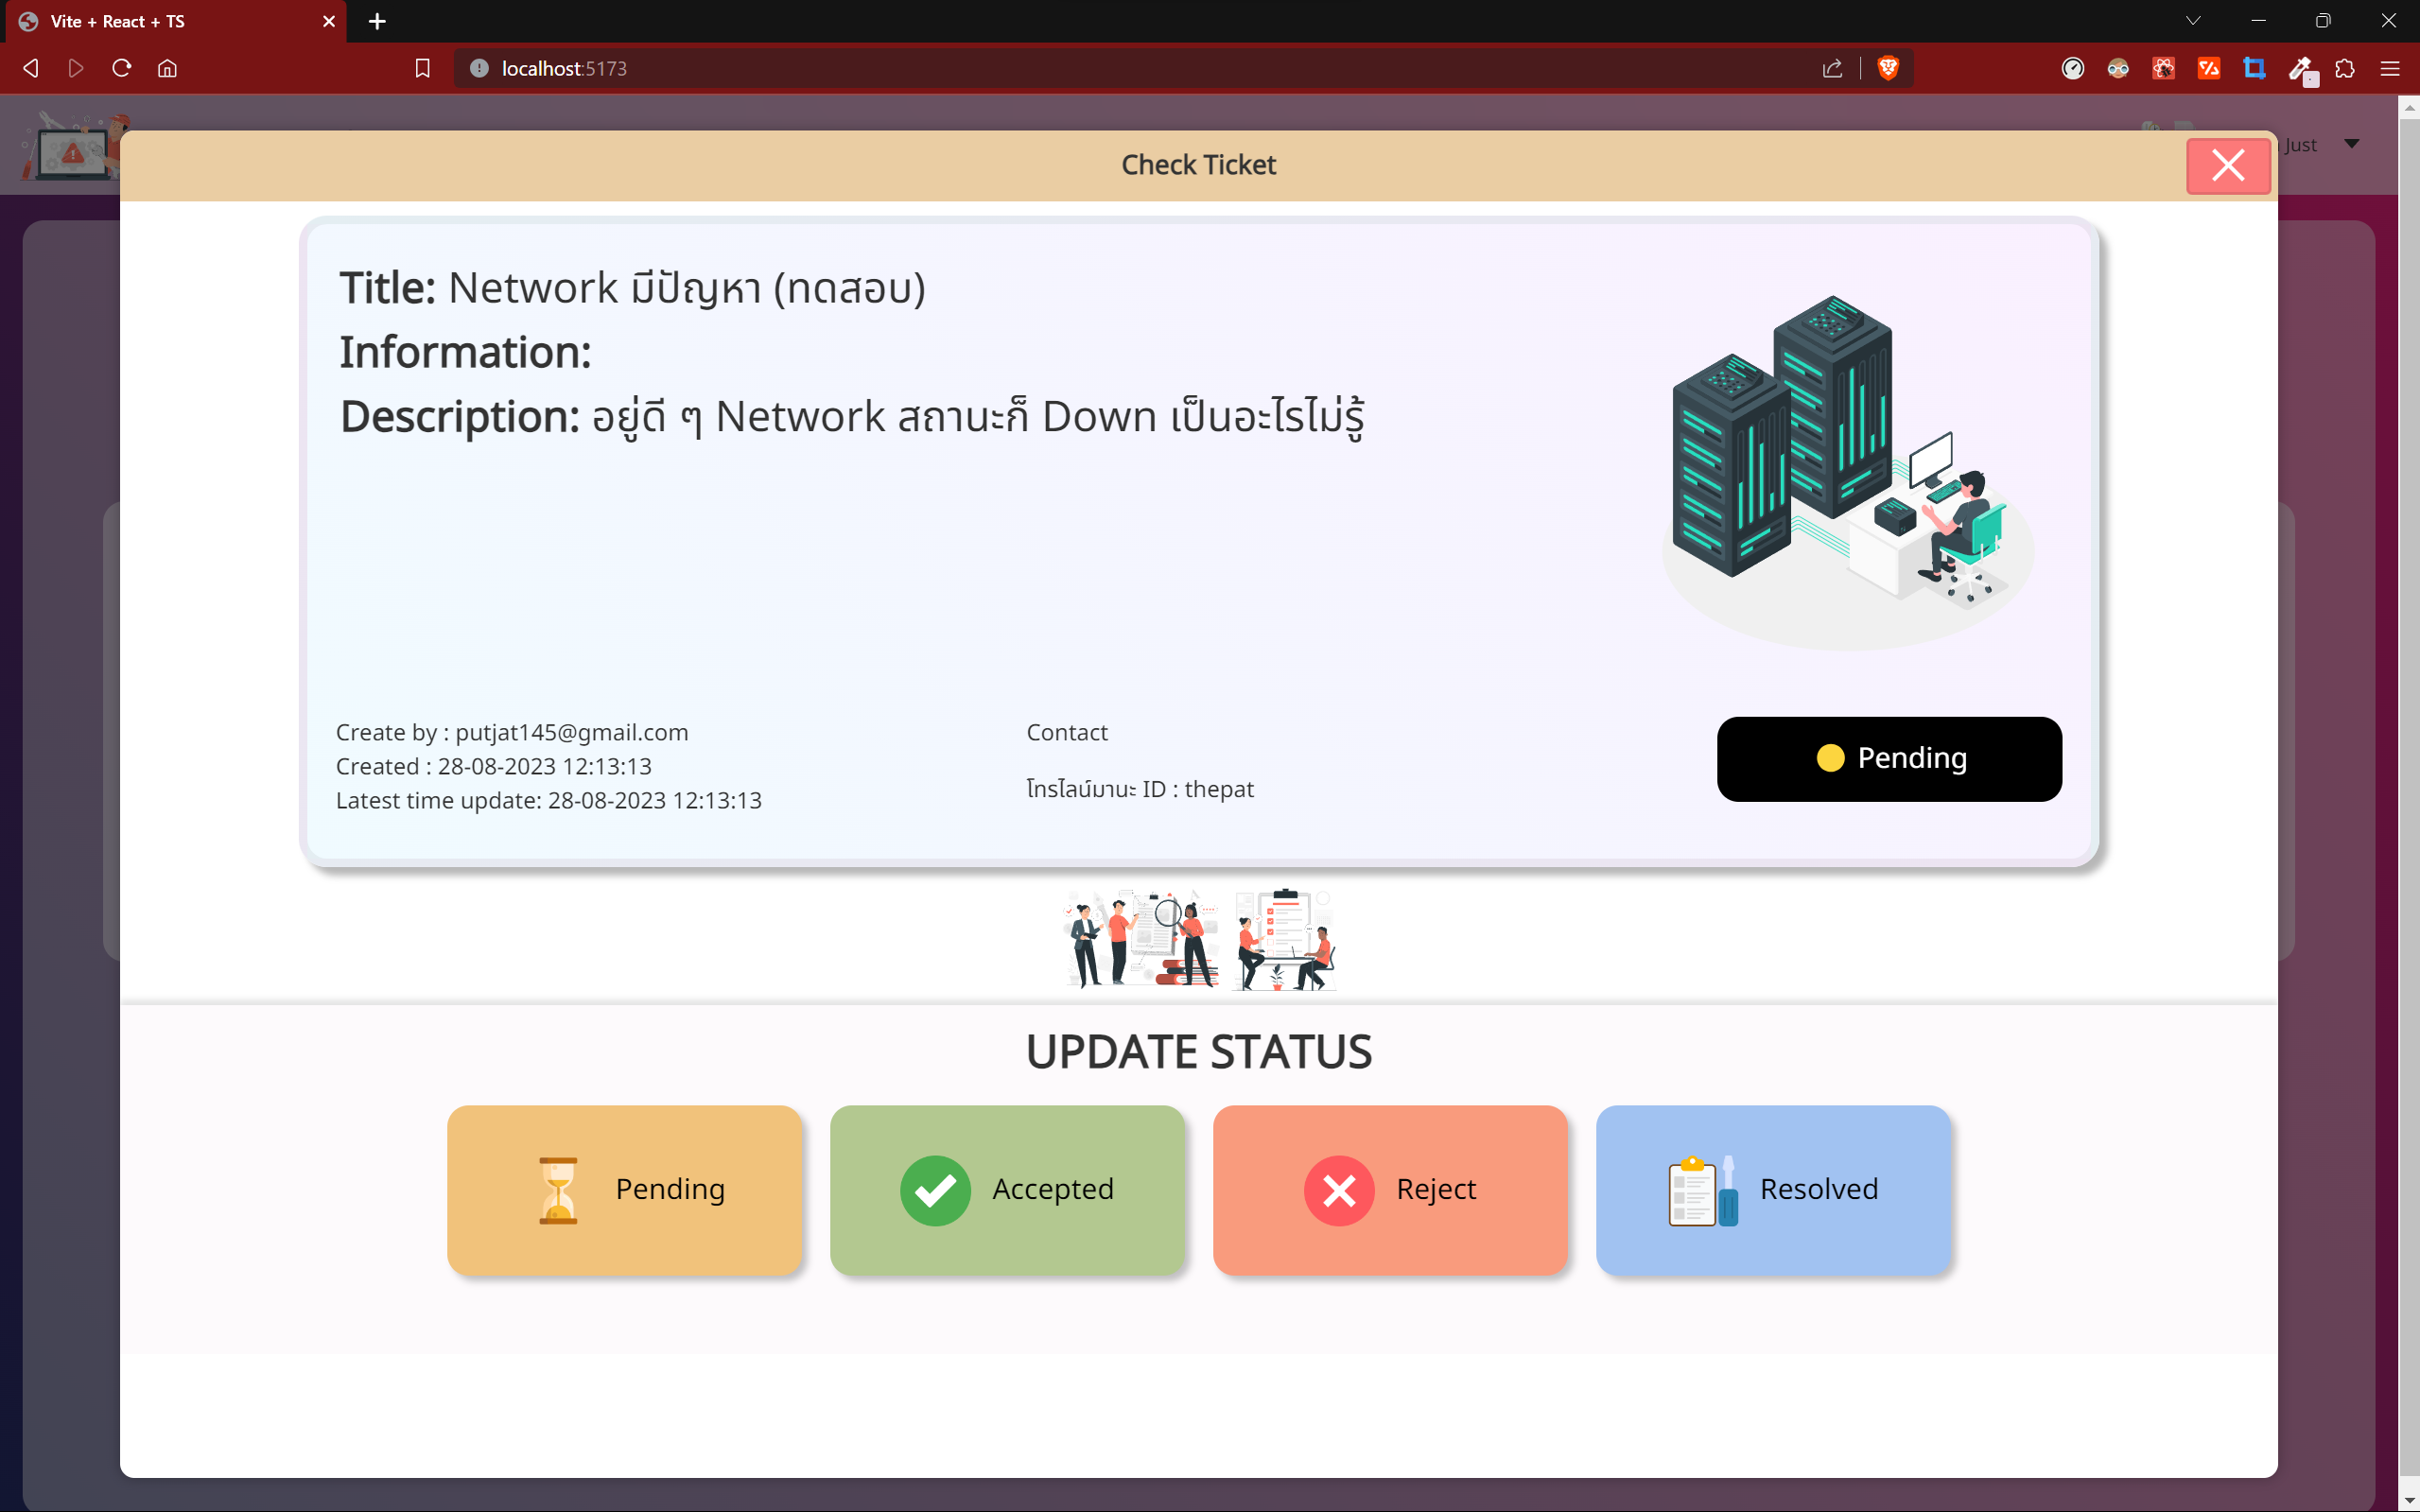 Vite + React + TS
localhost:5173
Just
Check Ticket
Title: Network มีปัญหา (ทดสอบ)
Information:
Description: อยู่ดี ๆ Network สถานะก็ Down เป็นอะไรไม่รู้
Create by : putjat145@gmail.com
Created : 28-08-2023 12:13:13
Latest time update: 28-08-2023 12:13:13
Contact
โทรไลน์มานะ ID : thepat
Pending
UPDATE STATUS
Pending
Accepted
Reject
Resolved